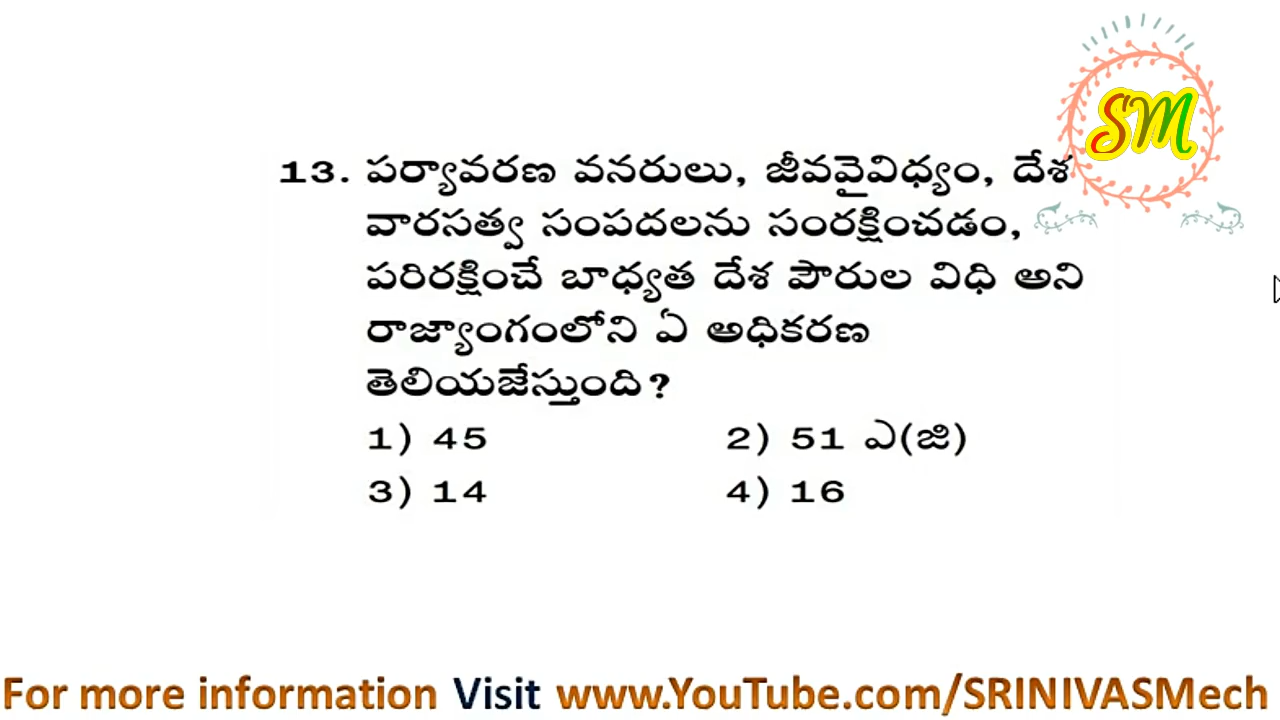 SM
13. పర్యావరణ వనరులు, జీవవైవిధ్యం, దేశ
వారసత్వ సంపదలను సంరక్షించడం,
పరిరక్షించే బాధ్యత దేశ పౌరుల విధి అని
రాజ్యాంగంలోని ఏ అధికరణ
తెలియజేస్తుంది?
1) 45 2) 51 ఎ(జి)
3) 14 4) 16
For more information Visit www.YouTube.com/SRINIVASMech